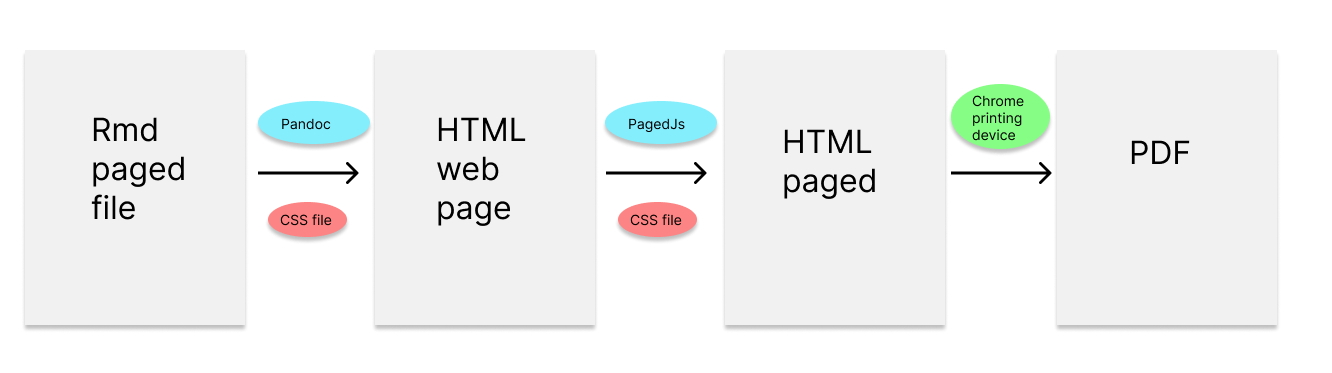 Rmd
paged
file
Pandoc
CSS file
HTML
web
page
PagedJs
CSS file
HTML
paged
Chrome
printing
device
PDF